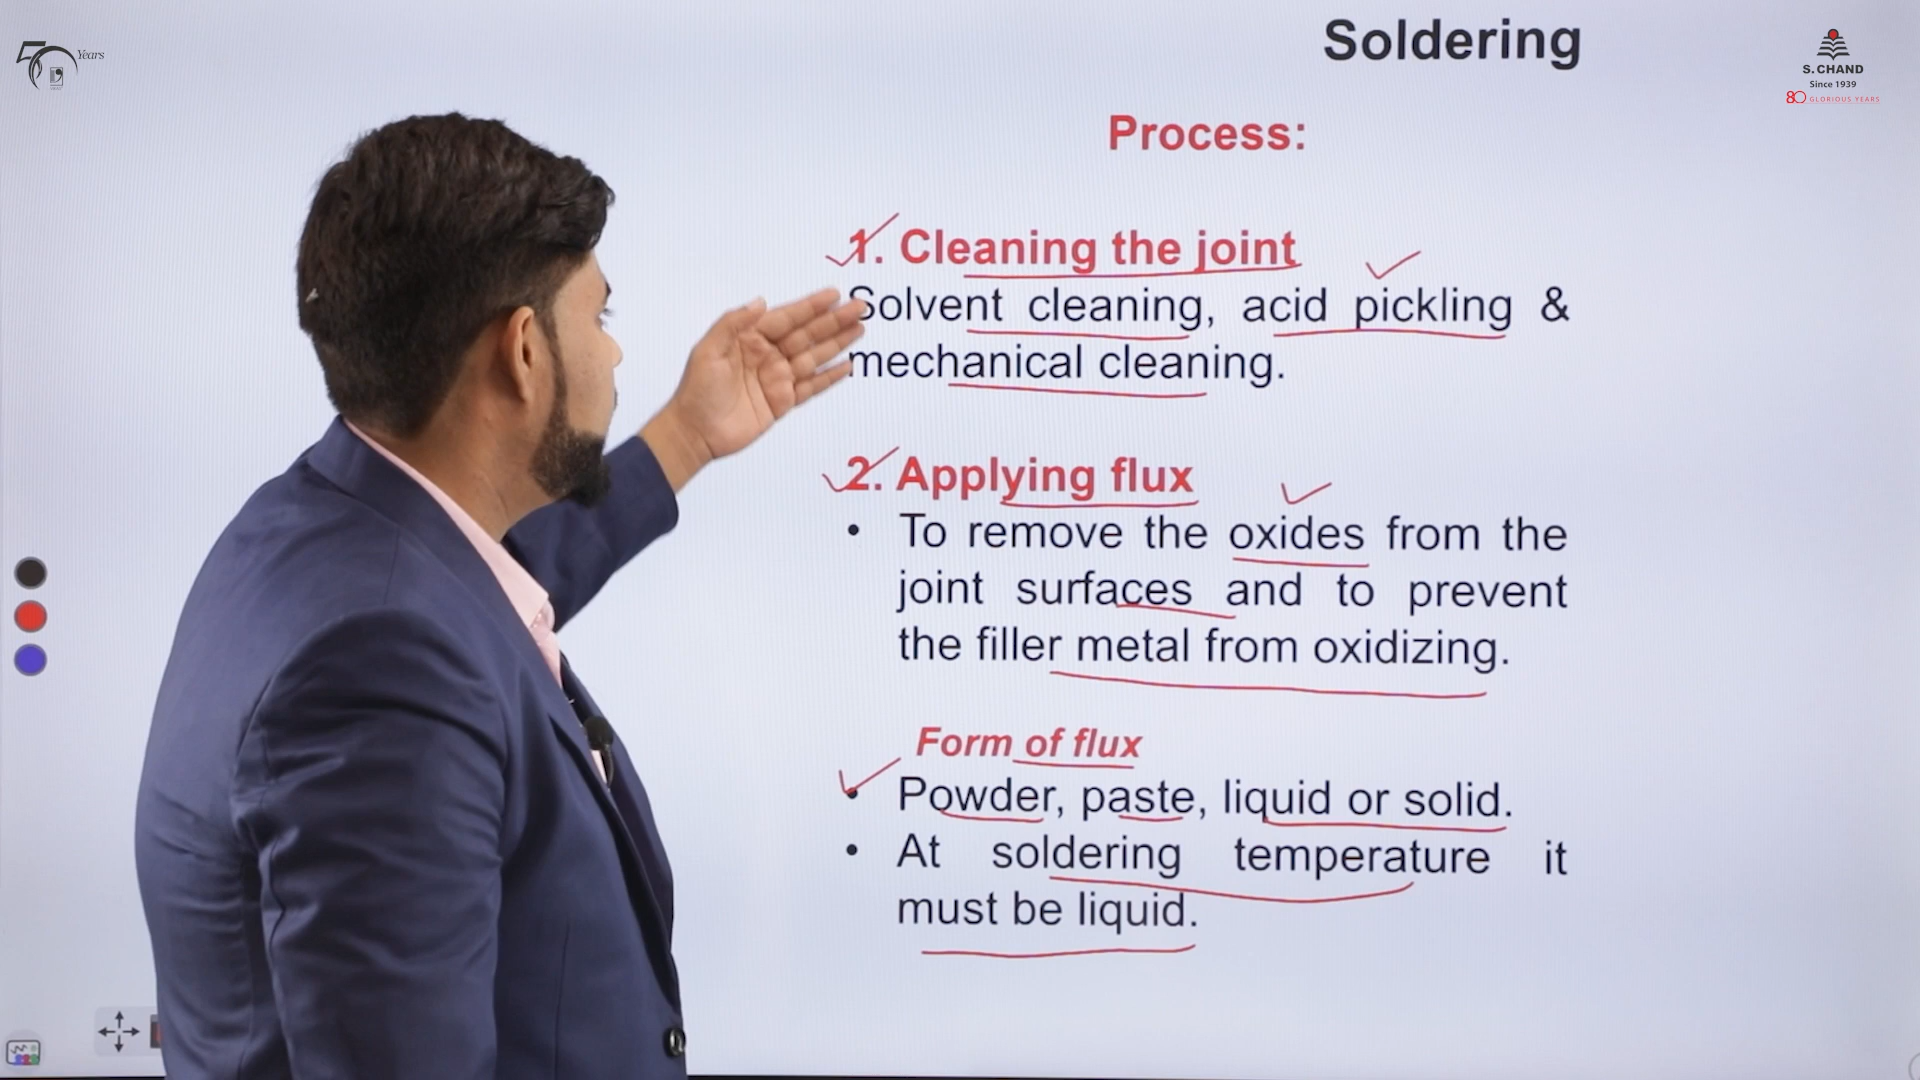 50 Years
Soldering
S. CHAND
Since 1939
80 GLORIOUS YEARS
Process:
1. Cleaning the joint
Solvent cleaning, acid pickling &
mechanical cleaning.
2. Applying flux
• To remove the oxides from the
joint surfaces and to prevent
the filler metal from oxidizing.
Form of flux
• Powder, paste, liquid or solid.
• At soldering temperature it
must be liquid.